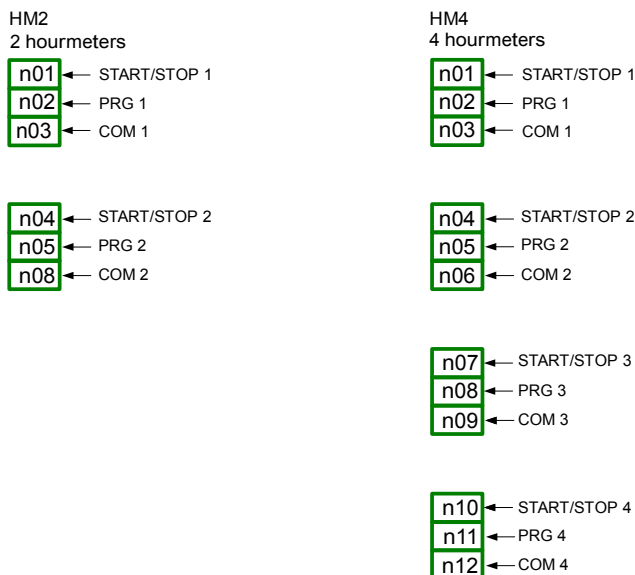 HM2
2 hourmeters
n01 START/STOP 1
n02 PRG 1
n03 COM 1
n04 START/STOP 2
n05 PRG 2
n08 COM 2
HM4
4 hourmeters
n01 START/STOP 1
n02 PRG 1
n03 COM 1
n04 START/STOP 2
n05 PRG 2
n06 COM 2
n07 START/STOP 3
n08 PRG 3
n09 COM 3
n10 START/STOP 4
n11 PRG 4
n12 COM 4